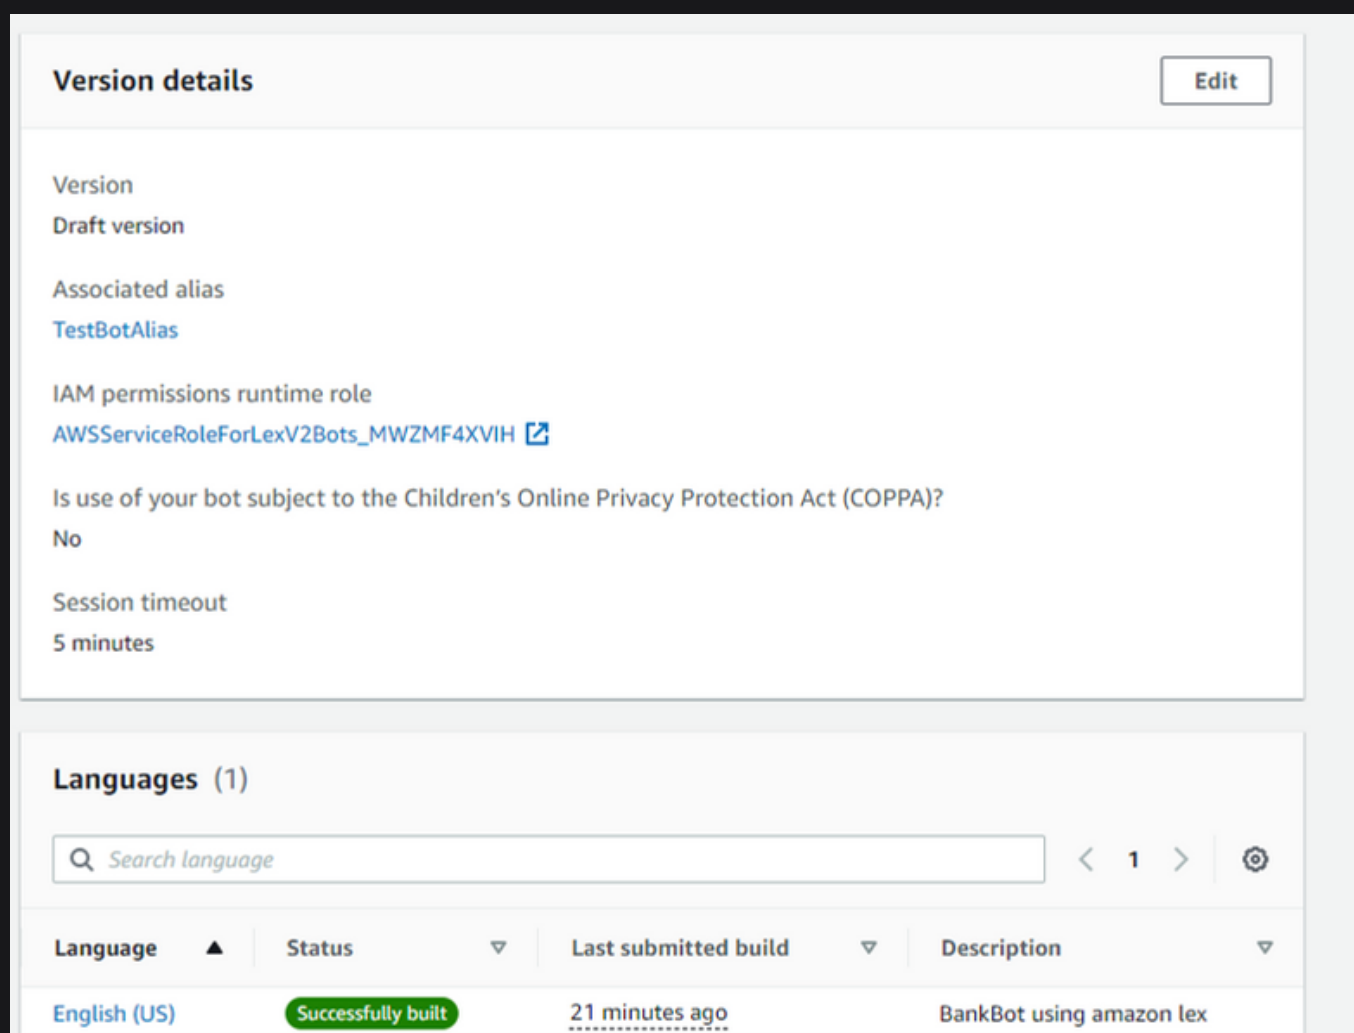 Version details
Edit
Version
Draft version
Associated alias
TestBotAlias
IAM permissions runtime role
AWSServiceRoleForLexV2Bots_MWZMF4XVIH
Is use of your bot subject to the Children's Online Privacy Protection Act (COPPA)?
No
Session timeout
5 minutes
Languages (1)
Search language
1
Language Status Last submitted build Description
English (US) Successfully built 21 minutes ago BankBot using amazon lex